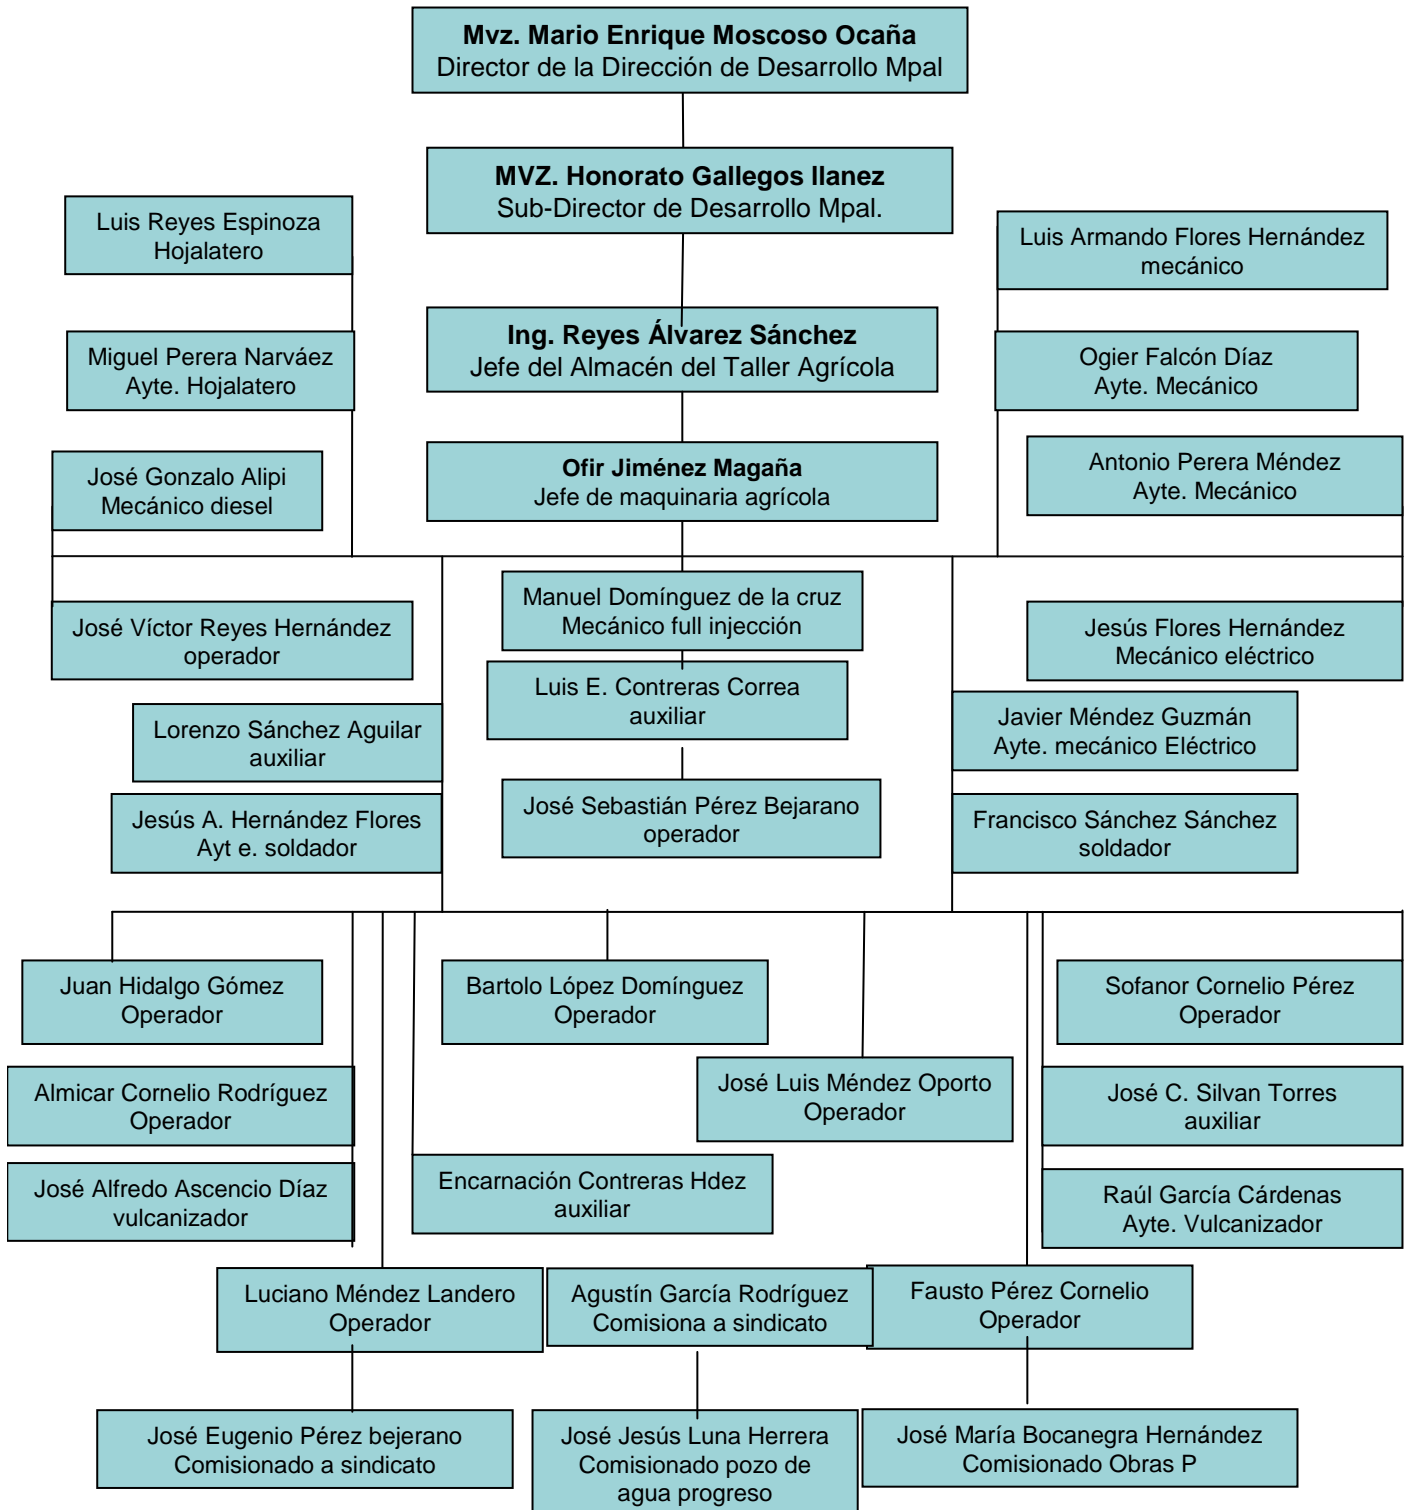 Mvz. Mario Enrique Moscoso Ocaña
Director de la Dirección de Desarrollo Mpal
MVZ. Honorato Gallegos Ilanez
Sub-Director de Desarrollo Mpal.
Luis Reyes Espinoza
Hojalatero
Luis Armando Flores Hernández
mecánico
Ing. Reyes Álvarez Sánchez
Jefe del Almacén del Taller Agrícola
Miguel Perera Narváez
Ayte. Hojalatero
Ogier Falcón Díaz
Ayte. Mecánico
Ofir Jiménez Magaña
Jefe de maquinaria agrícola
José Gonzalo Alipi
Mecánico diesel
Antonio Perera Méndez
Ayte. Mecánico
Manuel Domínguez de la cruz
Mecánico full injección
José Víctor Reyes Hernández
operador
Jesús Flores Hernández
Mecánico eléctrico
Luis E. Contreras Correa
auxiliar
Lorenzo Sánchez Aguilar
auxiliar
Javier Méndez Guzmán
Ayte. mecánico Eléctrico
José Sebastián Pérez Bejarano
operador
Jesús A. Hernández Flores
Ayt e. soldador
Francisco Sánchez Sánchez
soldador
Juan Hidalgo Gómez
Operador
Bartolo López Domínguez
Operador
Sofanor Cornelio Pérez
Operador
Almicar Cornelio Rodríguez
Operador
José Luis Méndez Oporto
Operador
José C. Silvan Torres
auxiliar
José Alfredo Ascencio Díaz
vulcanizador
Encarnación Contreras Hdez
auxiliar
Raúl García Cárdenas
Ayte. Vulcanizador
Luciano Méndez Landero
Operador
Agustín García Rodríguez
Comisiona a sindicato
Fausto Pérez Cornelio
Operador
José Eugenio Pérez bejerano
Comisionado a sindicato
José Jesús Luna Herrera
Comisionado pozo de
agua progreso
José María Bocanegra Hernández
Comisionado Obras P